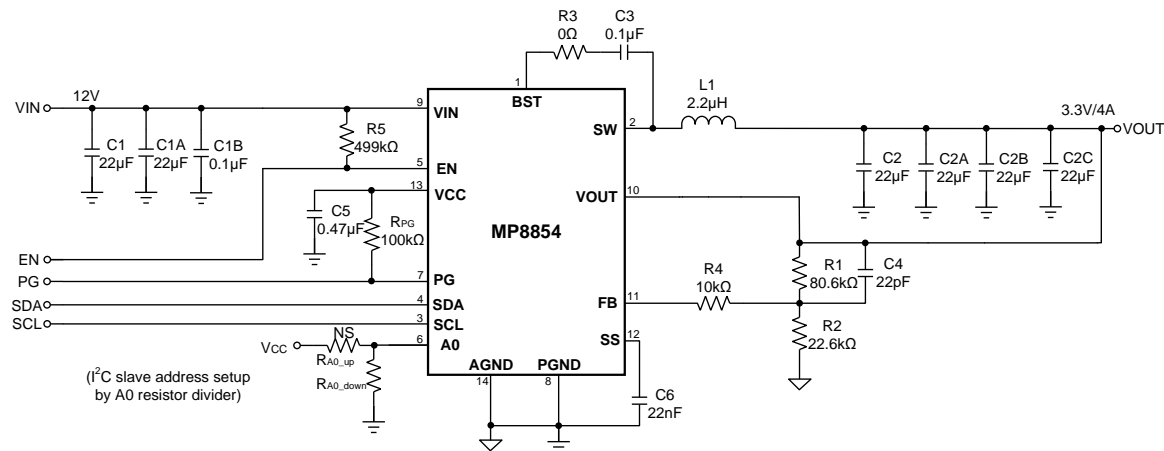 R3
0Ω
C3
0.1µF
1
BST
VIN
12V
9
VIN
C1
22µF
C1A
22µF
C1B
0.1µF
R5
499kΩ
5
EN
13
VCC
C5
0.47µF
RPG
100kΩ
EN
PG
7
PG
SDA
4
SDA
SCL
3
SCL
VCC
NS
6
A0
RA0_up
RA0_down
(I²C slave address setup
by A0 resistor divider)
MP8854
SW
2
L1
2.2µH
3.3V/4A
VOUT
C2
22µF
C2A
22µF
C2B
22µF
C2C
22µF
VOUT
10
R1
80.6kΩ
C4
22pF
R4
10kΩ
FB
11
R2
22.6kΩ
SS
12
C6
22nF
AGND
14
PGND
8